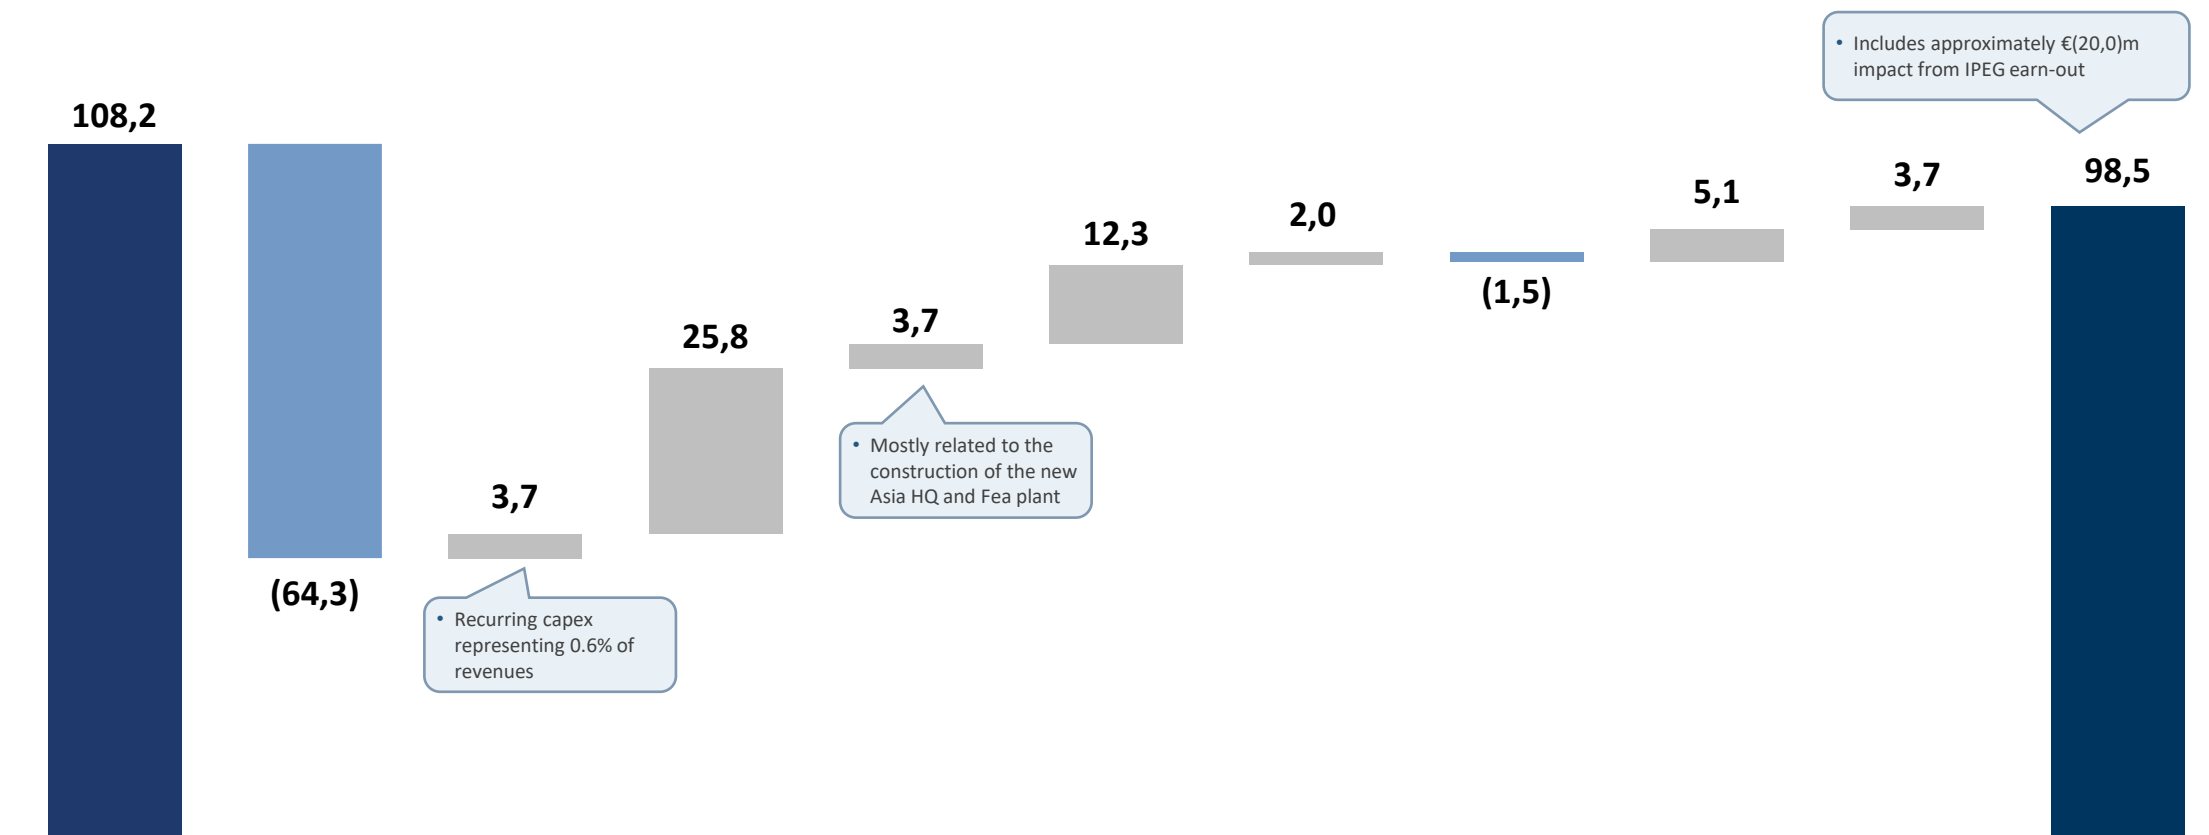 • Includes approximately €(20,0)m
impact from IPEG earn-out
108,2
98,5
3,7
5,1
2,0
12,3
(1,5)
3,7
25,8
• Mostly related to the
construction of the new
Asia HQ and Fea plant
3,7
(64,3)
• Recurring capex
representing 0.6% of
revenues